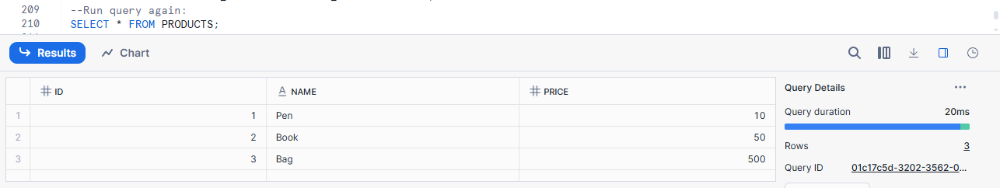 209 --Run query again:
210 SELECT * FROM PRODUCTS;
Results Chart
ID NAME PRICE
1 1 Pen 10
2 2 Book 50
3 3 Bag 500
Query Details ...
Query duration 20ms
Rows 3
Query ID 01c17c5d-3202-3562-0...